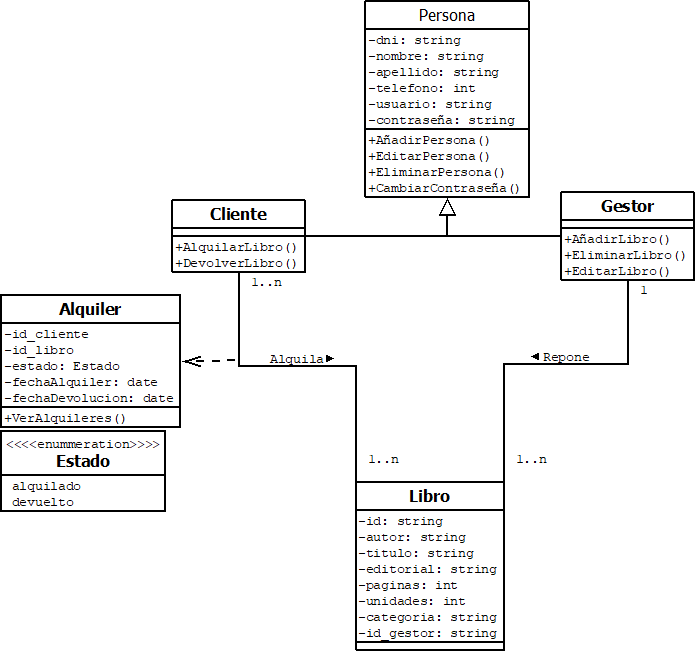 Persona
-dni: string
-nombre: string
-apellido: string
-telefono: int
-usuario: string
-contraseña: string
+AñadirPersona()
+EditarPersona()
+EliminarPersona()
+CambiarContraseña()
Cliente
+AlquilarLibro()
+DevolverLibro()
1..n
Gestor
+AñadirLibro()
+EliminarLibro()
+EditarLibro()
1
Alquiler
-id_cliente
-id_libro
-estado: Estado
-fechaAlquiler: date
-fechaDevolucion: date
+VerAlquileres()
Alquila
Repone
<<<<enummeration>>>>
Estado
alquilado
devuelto
1..n
1..n
Libro
-id: string
-autor: string
-titulo: string
-editorial: string
-paginas: int
-unidades: int
-categoria: string
-id_gestor: string